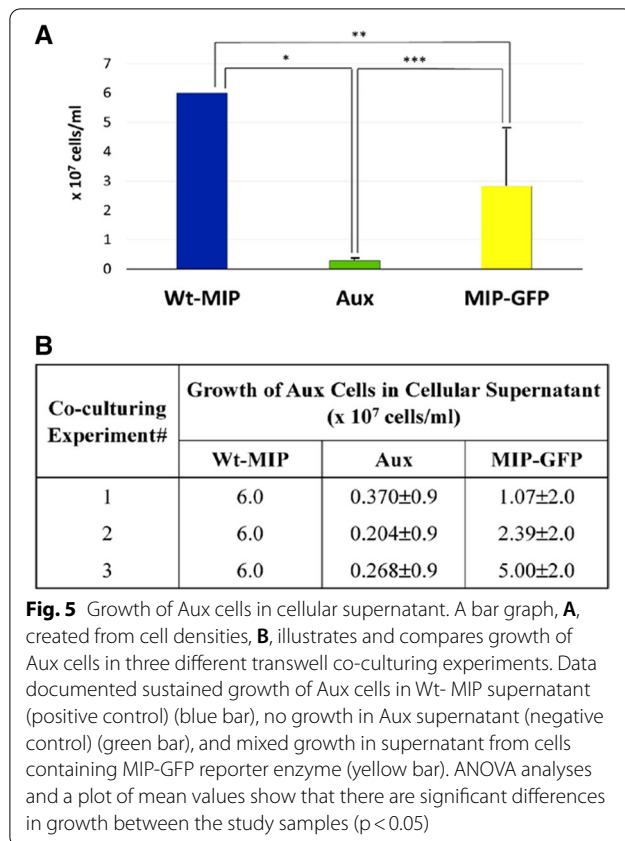 A
** 
* ***
7
6
5
4
3
2
1
0
x 10⁷ cells/ml
Wt-MIP Aux MIP-GFP
B
Co-culturing Experiment# Growth of Aux Cells in Cellular Supernatant
(x 10⁷ cells/ml)
Wt-MIP Aux MIP-GFP
1 6.0 0.370±0.9 1.07±2.0
2 6.0 0.204±0.9 2.39±2.0
3 6.0 0.268±0.9 5.00±2.0
Fig. 5 Growth of Aux cells in cellular supernatant. A bar graph, A,
created from cell densities, B, illustrates and compares growth of
Aux cells in three different transwell co-culturing experiments. Data
documented sustained growth of Aux cells in Wt- MIP supernatant
(positive control) (blue bar), no growth in Aux supernatant (negative
control) (green bar), and mixed growth in supernatant from cells
containing MIP-GFP reporter enzyme (yellow bar). ANOVA analyses
and a plot of mean values show that there are significant differences
in growth between the study samples (p < 0.05)